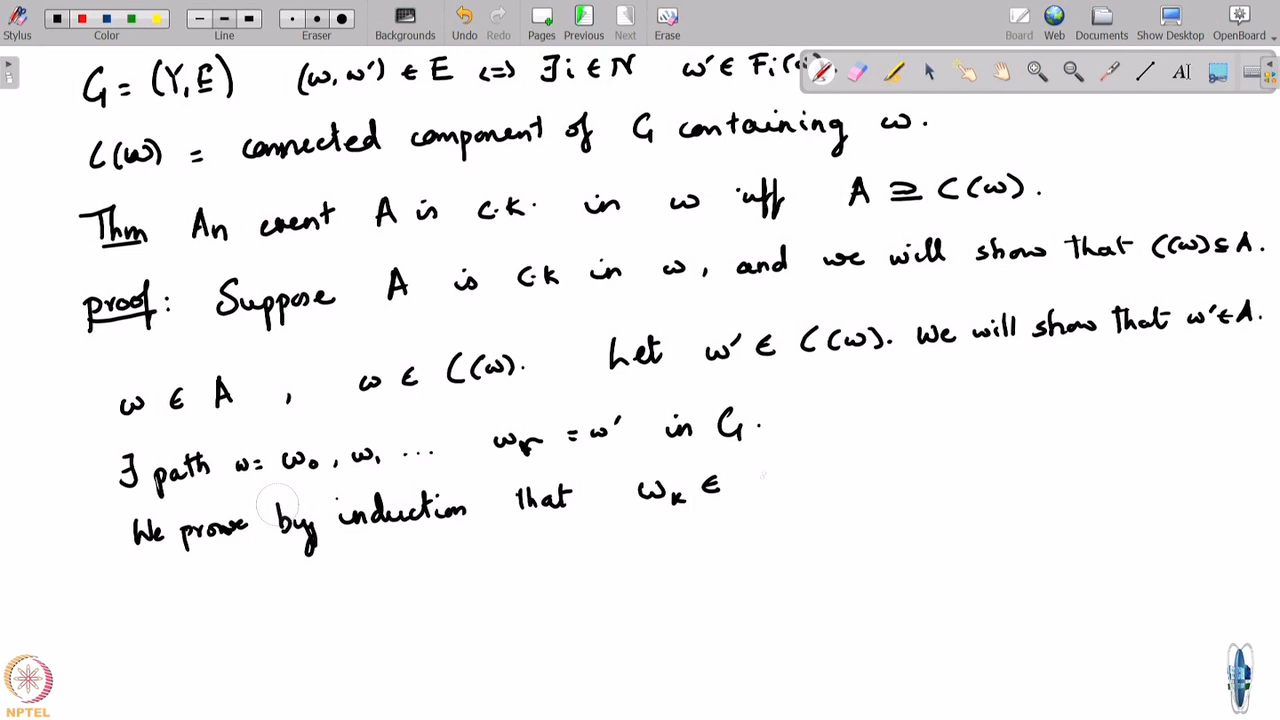 Stylus Color Line Eraser Backgrounds Undo Redo Pages Previous Next Erase Board Web Documents Show Desktop OpenBoard
G = (Y, E) (ω, ω') ∈ E ⟺ ∃ i ∈ N ω' ∈ Fi(ω)
C(ω) = connected component of G containing ω.
Thm An event A is c.k. in ω iff A ⊇ C(ω).
proof: Suppose A is c.k in ω, and we will show that C(ω) ⊆ A.
ω ∈ A , ω ∈ C(ω). Let ω' ∈ C(ω). We will show that ω' ∈ A.
∃ path ω = ω₀, ω₁ ... ωᵣ = ω' in G.
We prove by induction that ωₖ ∈
NPTEL